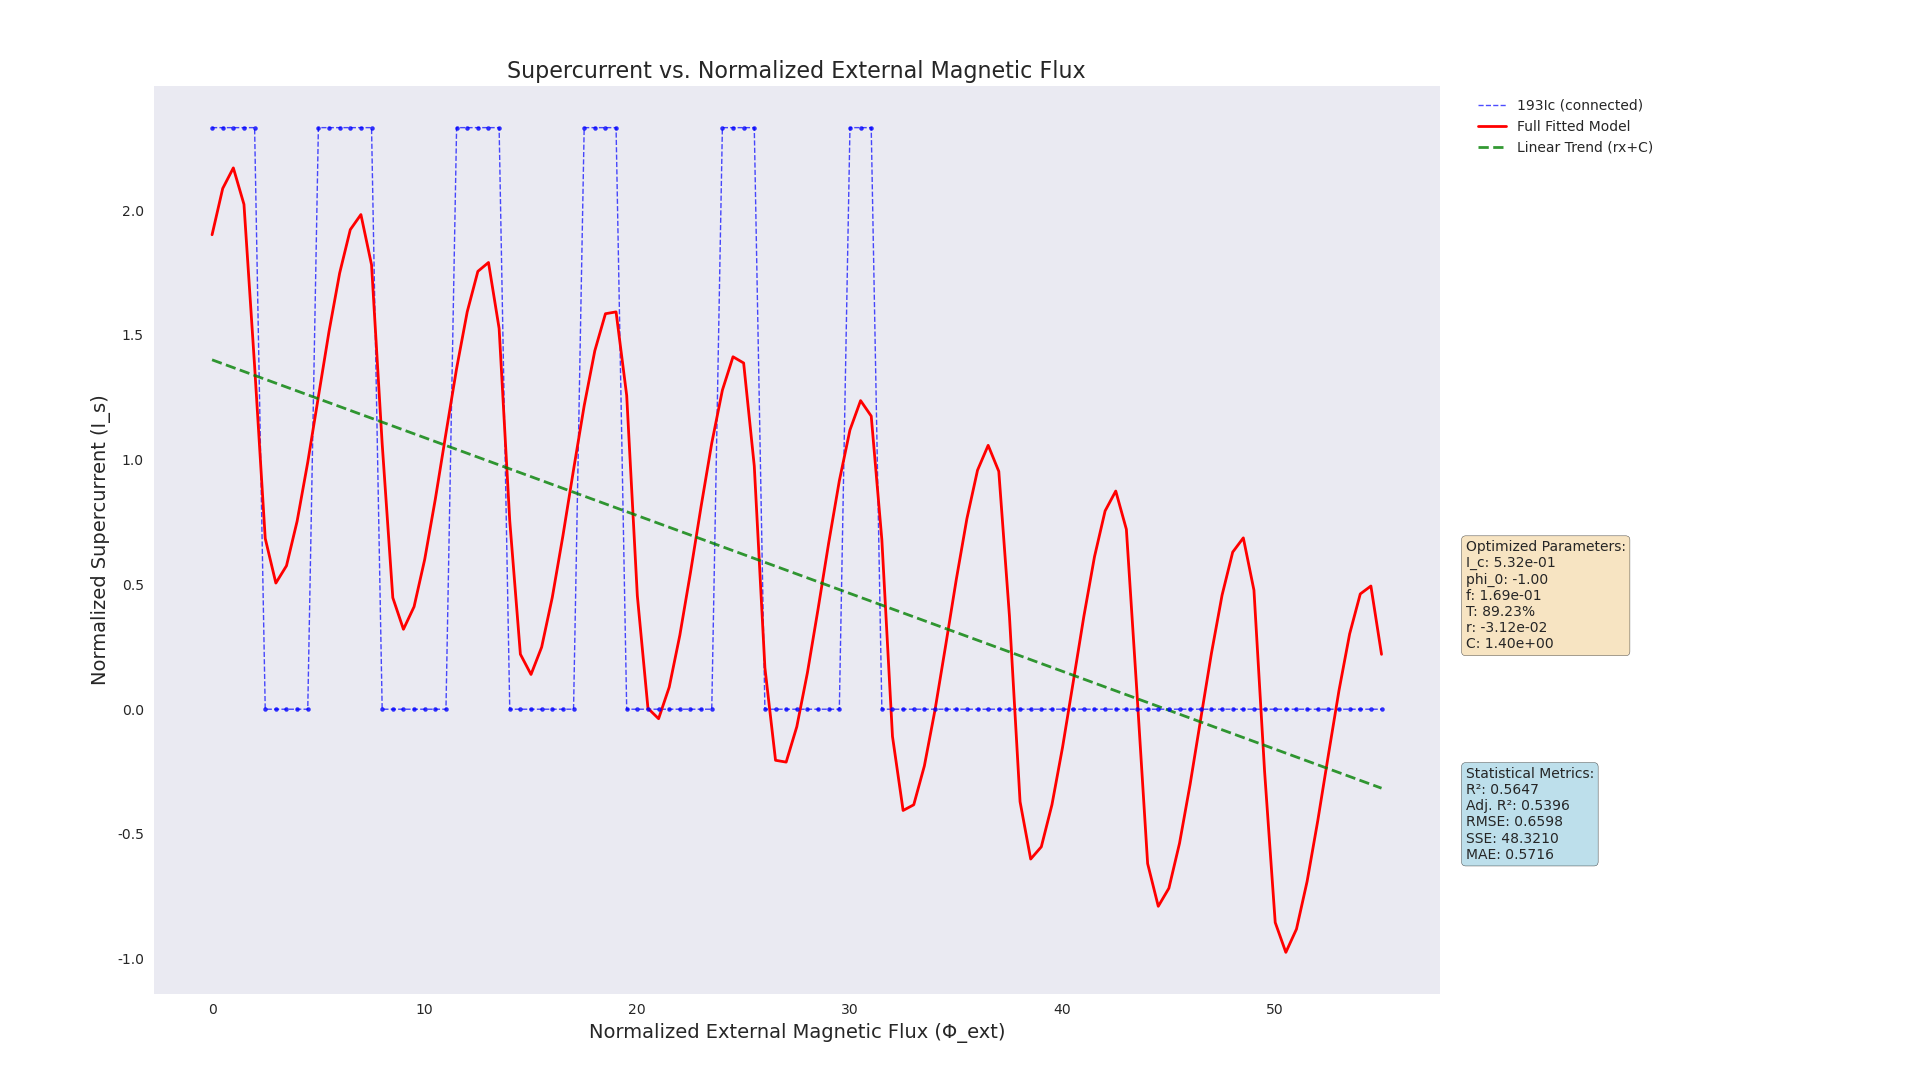 Supercurrent vs. Normalized External Magnetic Flux
193Ic (connected)
Full Fitted Model
Linear Trend (rx+C)
Normalized Supercurrent (I_s)
2.0
1.5
1.0
0.5
0.0
-0.5
-1.0
0 10 20 30 40 50
Normalized External Magnetic Flux (Φ_ext)
Optimized Parameters:
I_c: 5.32e-01
phi_0: -1.00
f: 1.69e-01
T: 89.23%
r: -3.12e-02
C: 1.40e+00
Statistical Metrics:
R²: 0.5647
Adj. R²: 0.5396
RMSE: 0.6598
SSE: 48.3210
MAE: 0.5716